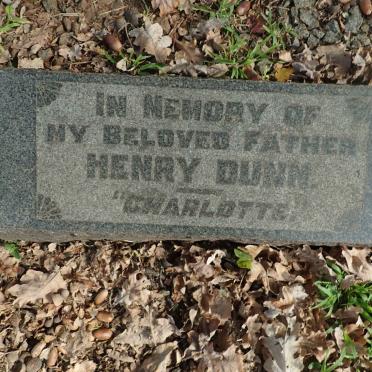 IN MEMORY OF
MY BELOVED FATHER
HENRY DUNN.
"CHARLOTTE."